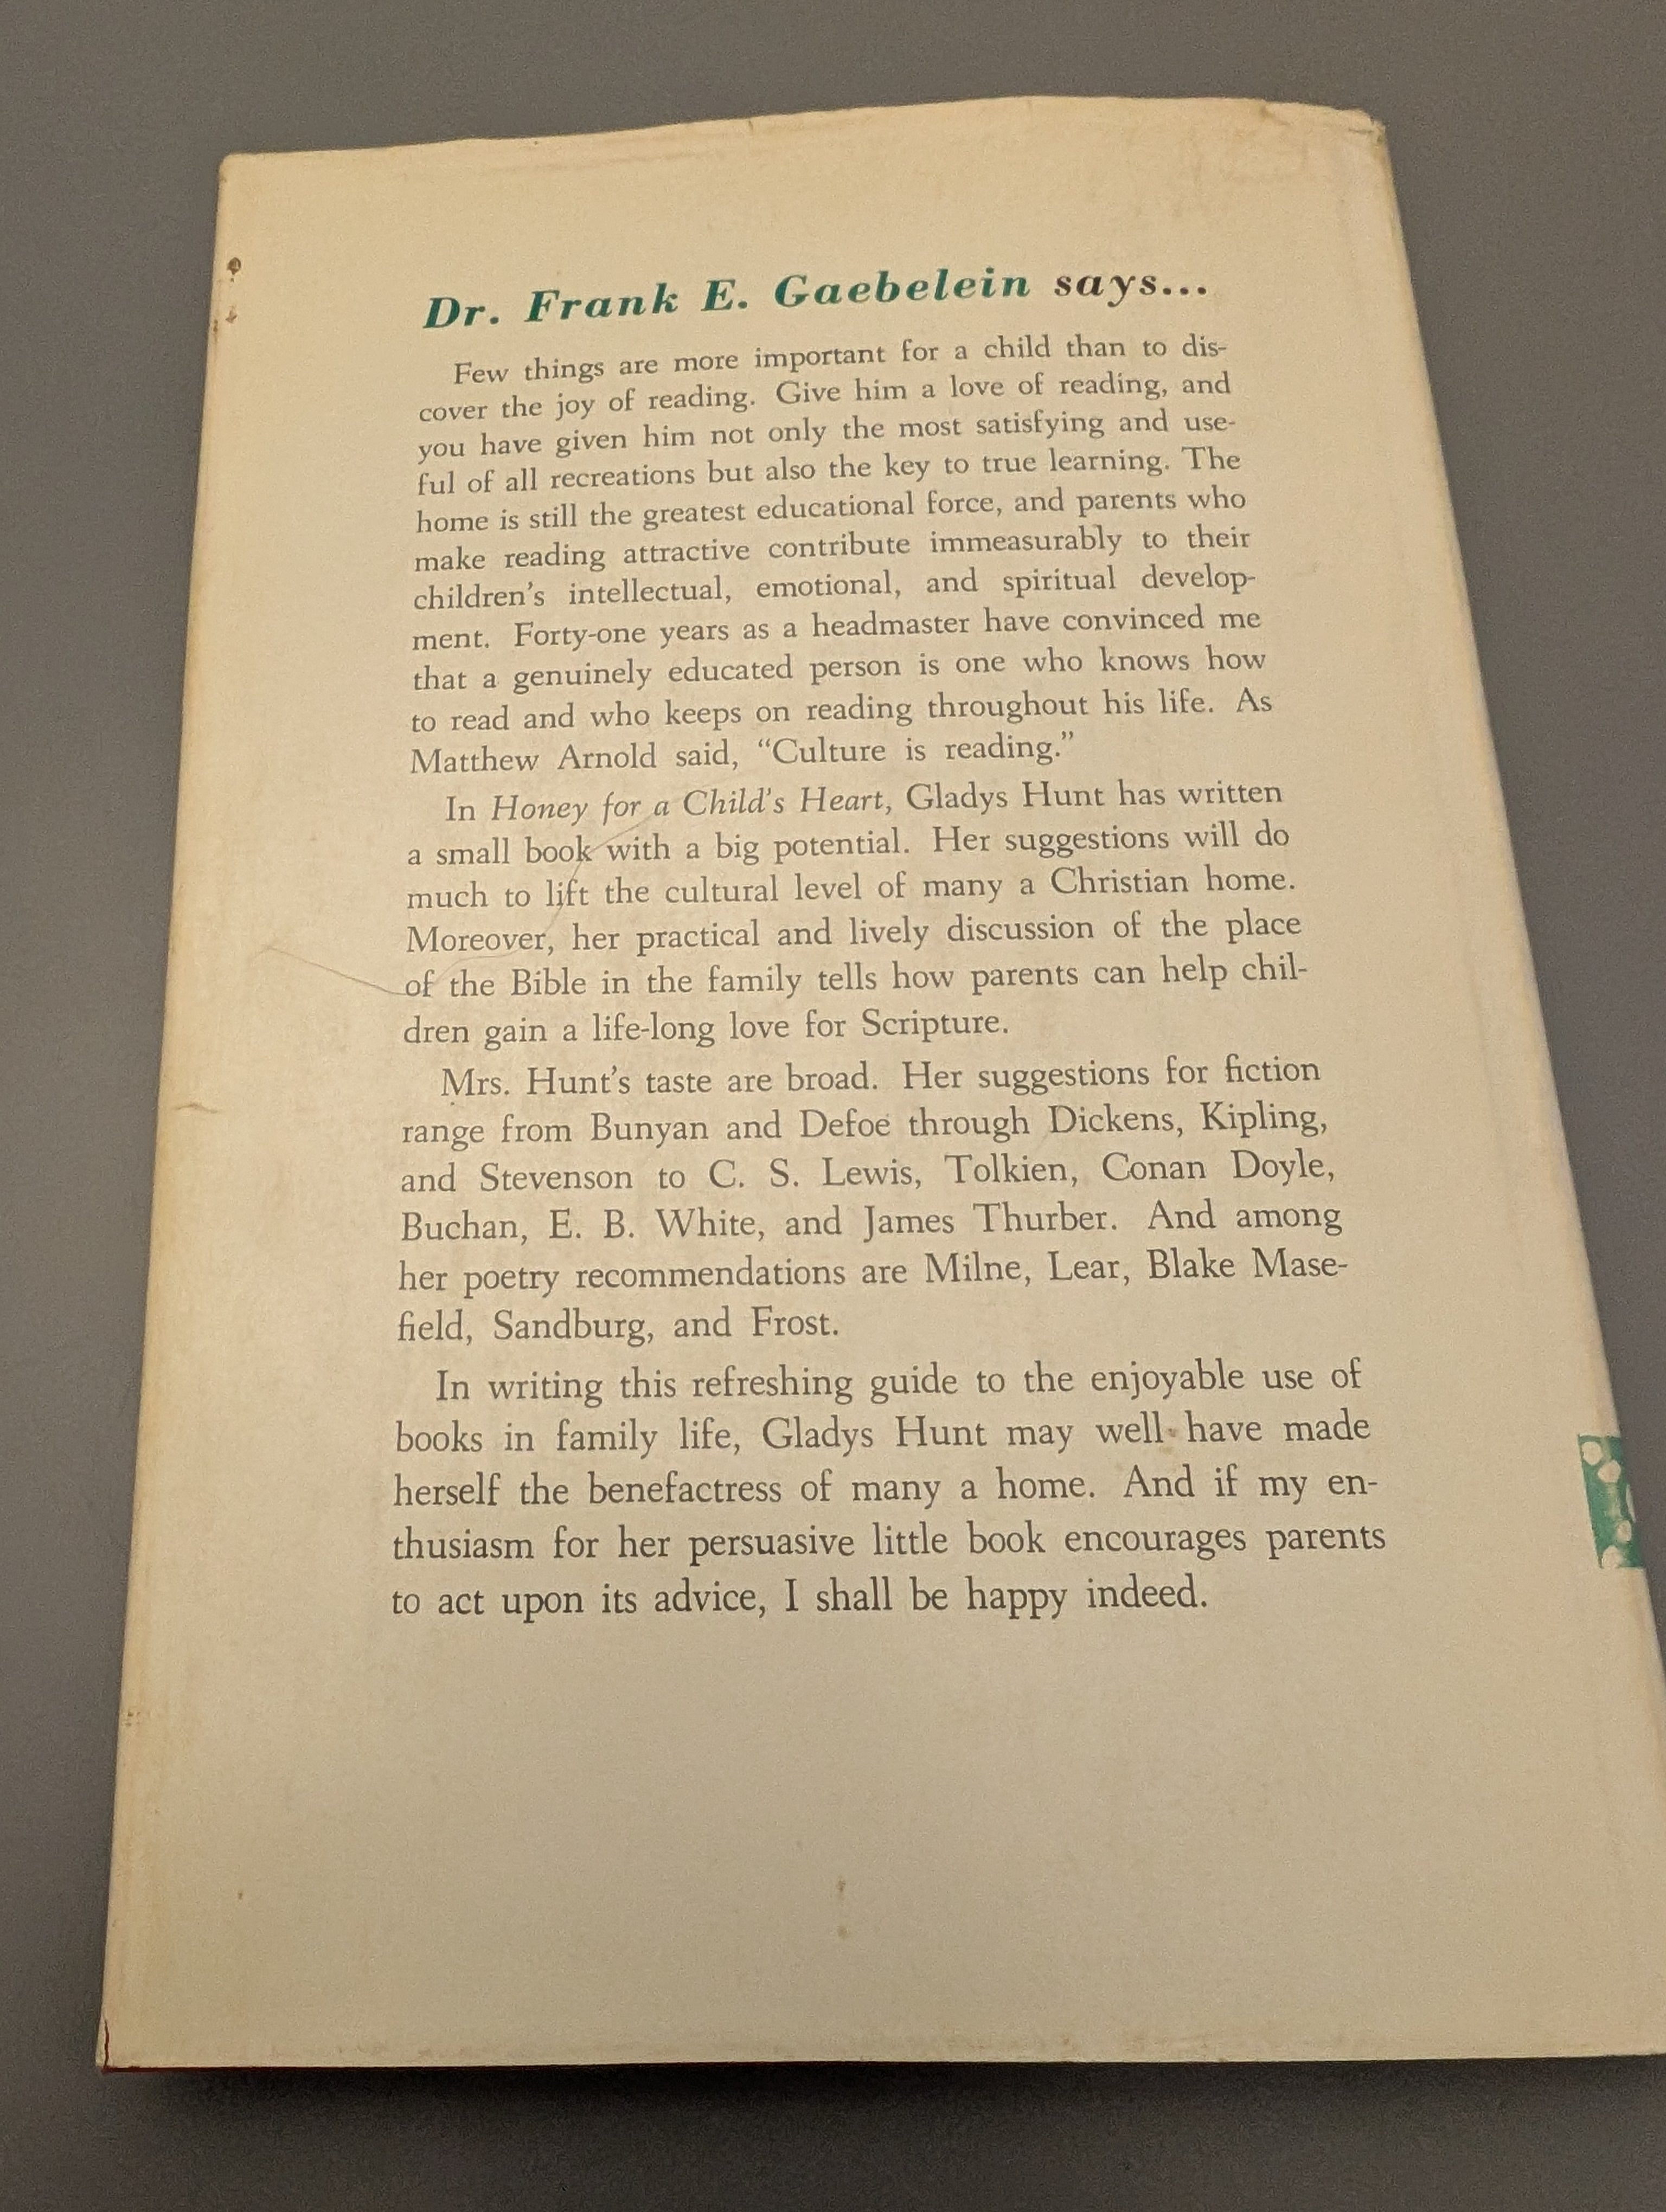 Dr. Frank E. Gaebelein says...
Few things are more important for a child than to dis-
cover the joy of reading. Give him a love of reading, and
you have given him not only the most satisfying and use-
ful of all recreations but also the key to true learning. The
home is still the greatest educational force, and parents who
make reading attractive contribute immeasurably to their
children's intellectual, emotional, and spiritual develop-
ment. Forty-one years as a headmaster have convinced me
that a genuinely educated person is one who knows how
to read and who keeps on reading throughout his life. As
Matthew Arnold said, “Culture is reading.”
In Honey for a Child's Heart, Gladys Hunt has written
a small book with a big potential. Her suggestions will do
much to lift the cultural level of many a Christian home.
Moreover, her practical and lively discussion of the place
of the Bible in the family tells how parents can help chil-
dren gain a life-long love for Scripture.
Mrs. Hunt's taste are broad. Her suggestions for fiction
range from Bunyan and Defoe through Dickens, Kipling,
and Stevenson to C. S. Lewis, Tolkien, Conan Doyle,
Buchan, E. B. White, and James Thurber. And among
her poetry recommendations are Milne, Lear, Blake Mase-
field, Sandburg, and Frost.
In writing this refreshing guide to the enjoyable use of
books in family life, Gladys Hunt may well have made
herself the benefactress of many a home. And if my en-
thusiasm for her persuasive little book encourages parents
to act upon its advice, I shall be happy indeed.